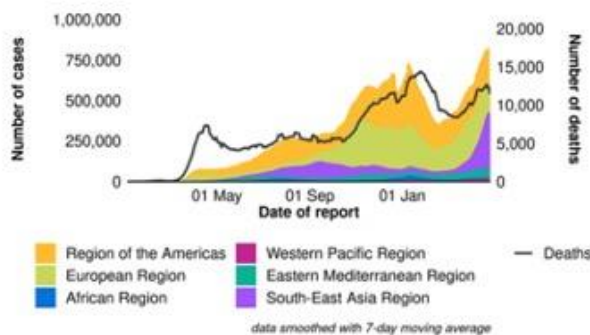 1,000,000
750,000
500,000
250,000
0
Number of cases
20,000
15,000
10,000
5,000
0
Number of deaths
01 May 01 Sep 01 Jan
Date of report
Region of the Americas Western Pacific Region Deaths
European Region Eastern Mediterranean Region
African Region South-East Asia Region
data smoothed with 7-day moving average